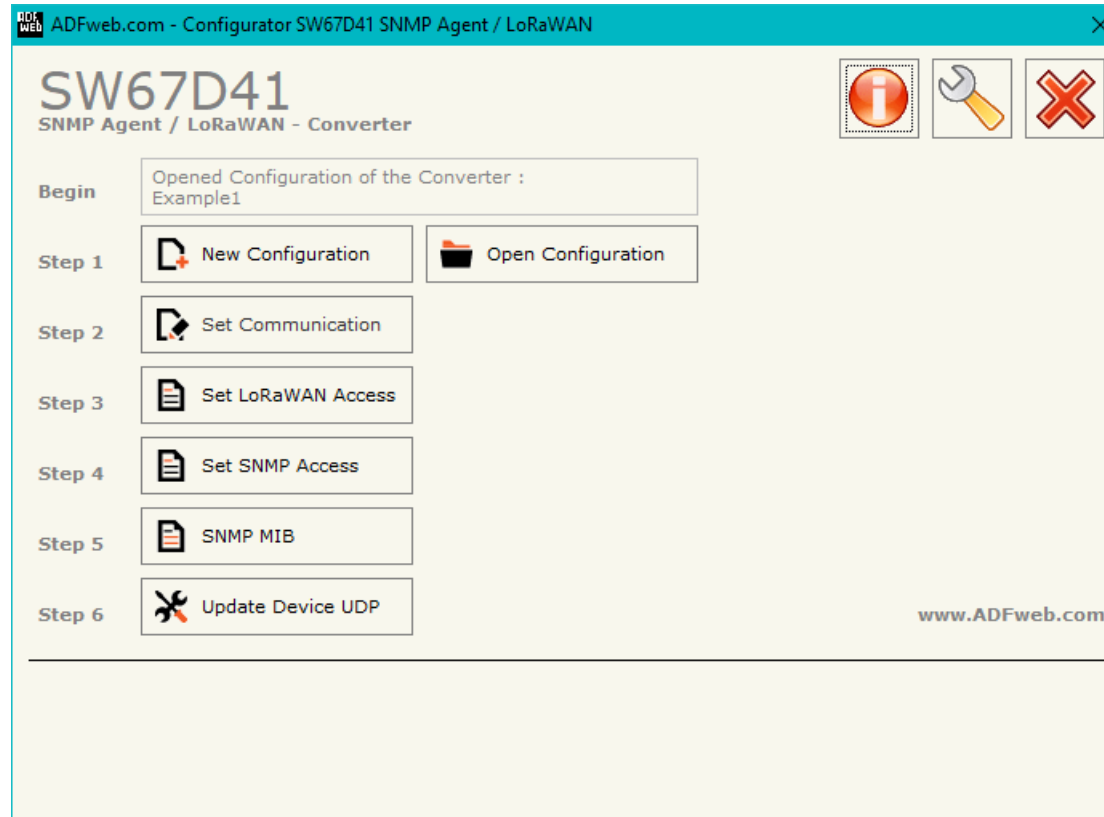 ADF
WEB
ADFweb.com - Configurator SW67D41 SNMP Agent / LoRaWAN
SW67D41
SNMP Agent / LoRaWAN - Converter
Begin
Opened Configuration of the Converter :
Example1
Step 1
New Configuration
Open Configuration
Step 2
Set Communication
Step 3
Set LoRaWAN Access
Step 4
Set SNMP Access
Step 5
SNMP MIB
Step 6
Update Device UDP
www.ADFweb.com